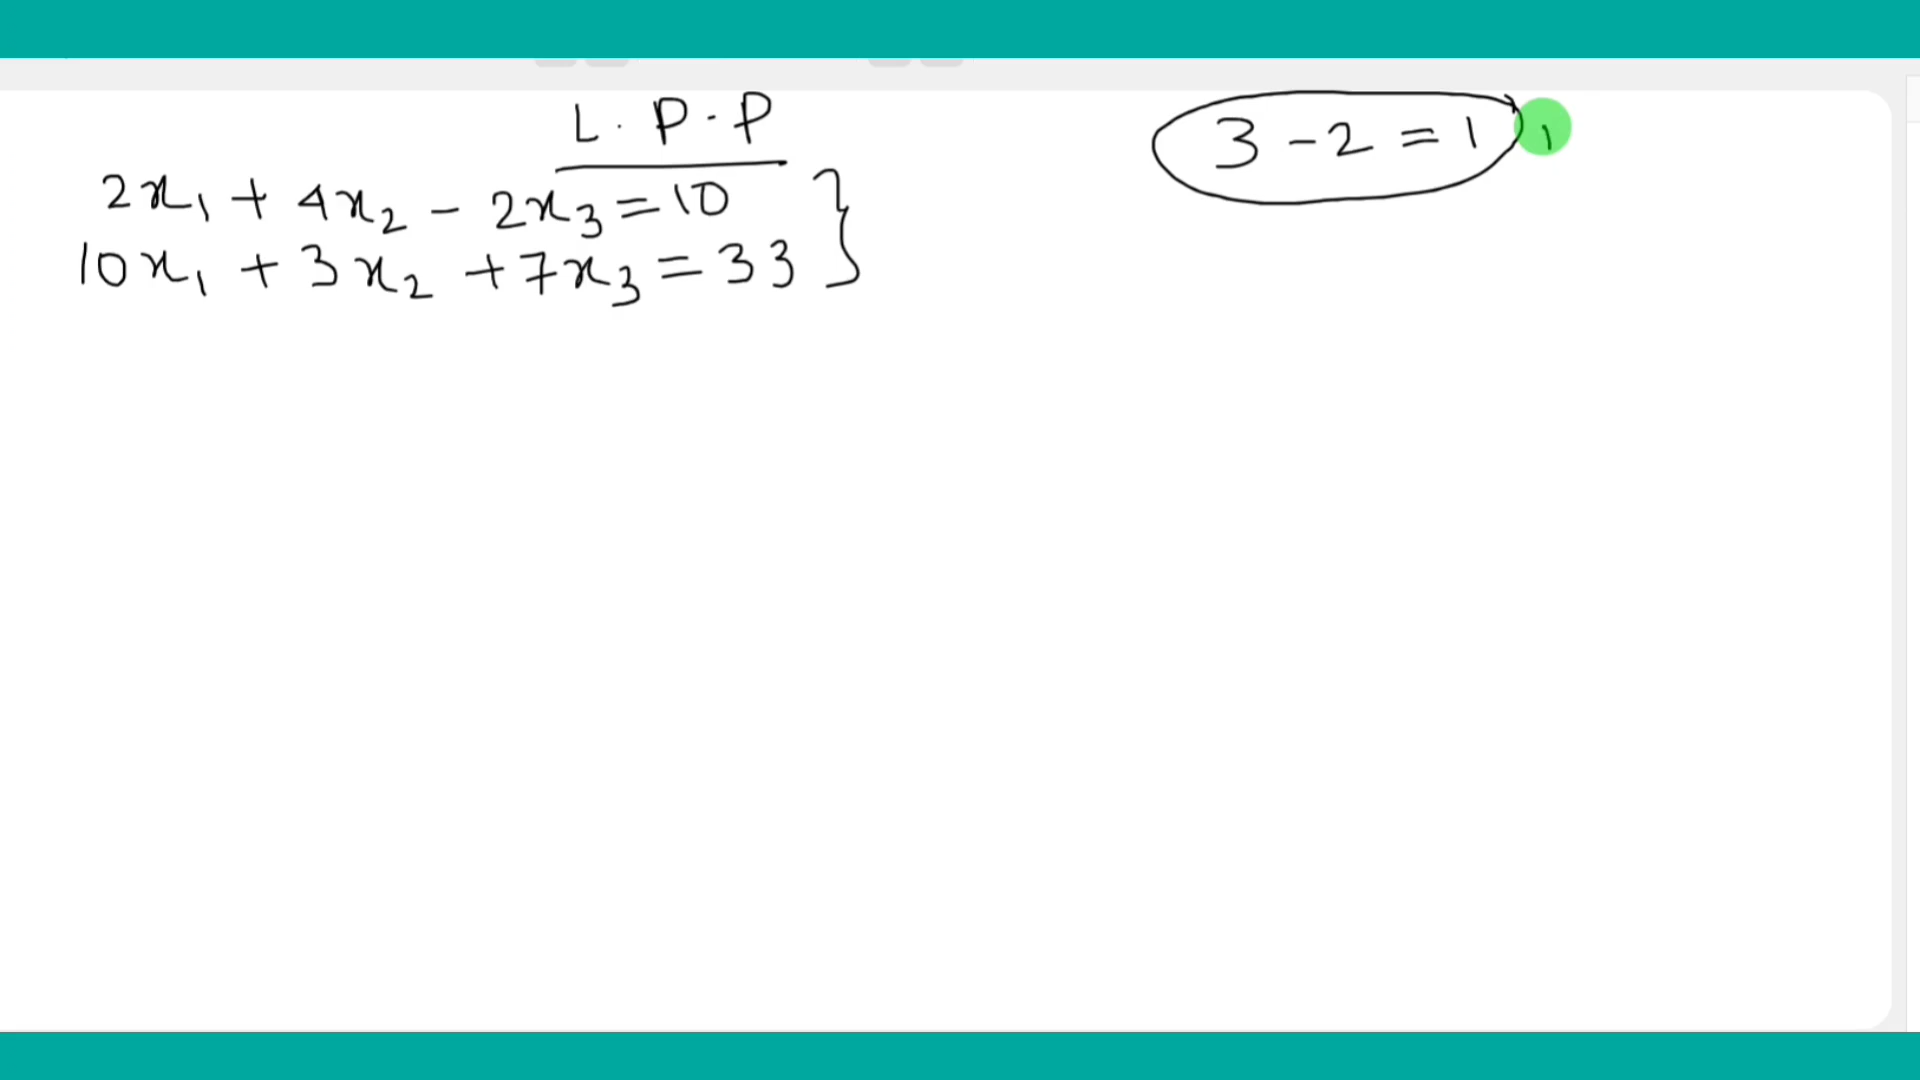 L.P.P
3 - 2 = 1
2x₁ + 4x₂ - 2x₃ = 10
10x₁ + 3x₂ + 7x₃ = 33